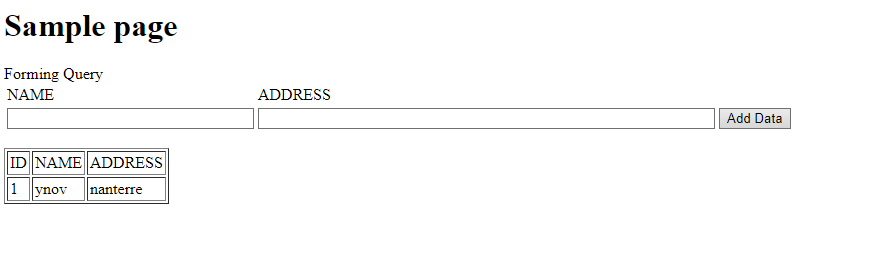 Sample page
Forming Query
NAME ADDRESS
Add Data
ID NAME ADDRESS
1 ynov nanterre